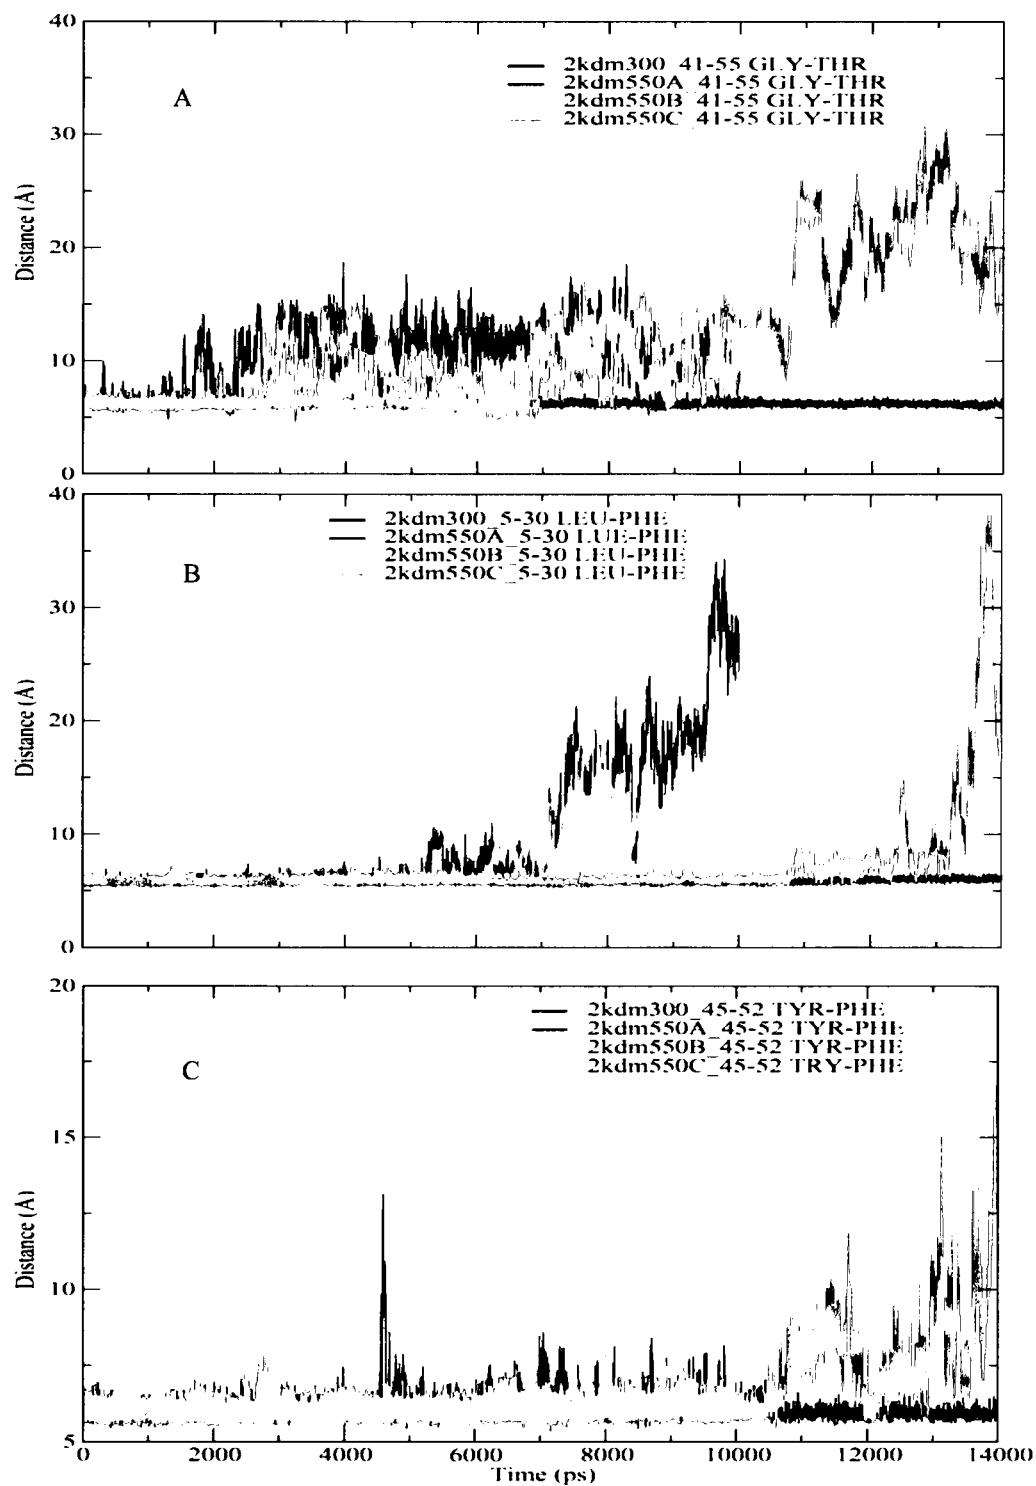 40
2kdm300_41-55 GLY-THR
2kdm550A_41-55 GLY-THR
A
2kdm550B_41-55 GLY-THR
2kdm550C_41-55 GLY-THR
30
Distance (Å)
20
10
0
40
2kdm300_5-30 LEU-PHE
2kdm550A_5-30 LUE-PHE
2kdm550B_5-30 LEU-PHE
B
2kdm550C_5-30 LEU-PHE
30
Distance (Å)
20
10
0
20
2kdm300_45-52 TYR-PHE
2kdm550A_45-52 TYR-PHE
2kdm550B_45-52 TYR-PHE
C
2kdm550C_45-52 TRY-PHE
15
Distance (Å)
10
5
0 2000 4000 6000 8000 10000 12000 14000
Time (ps)